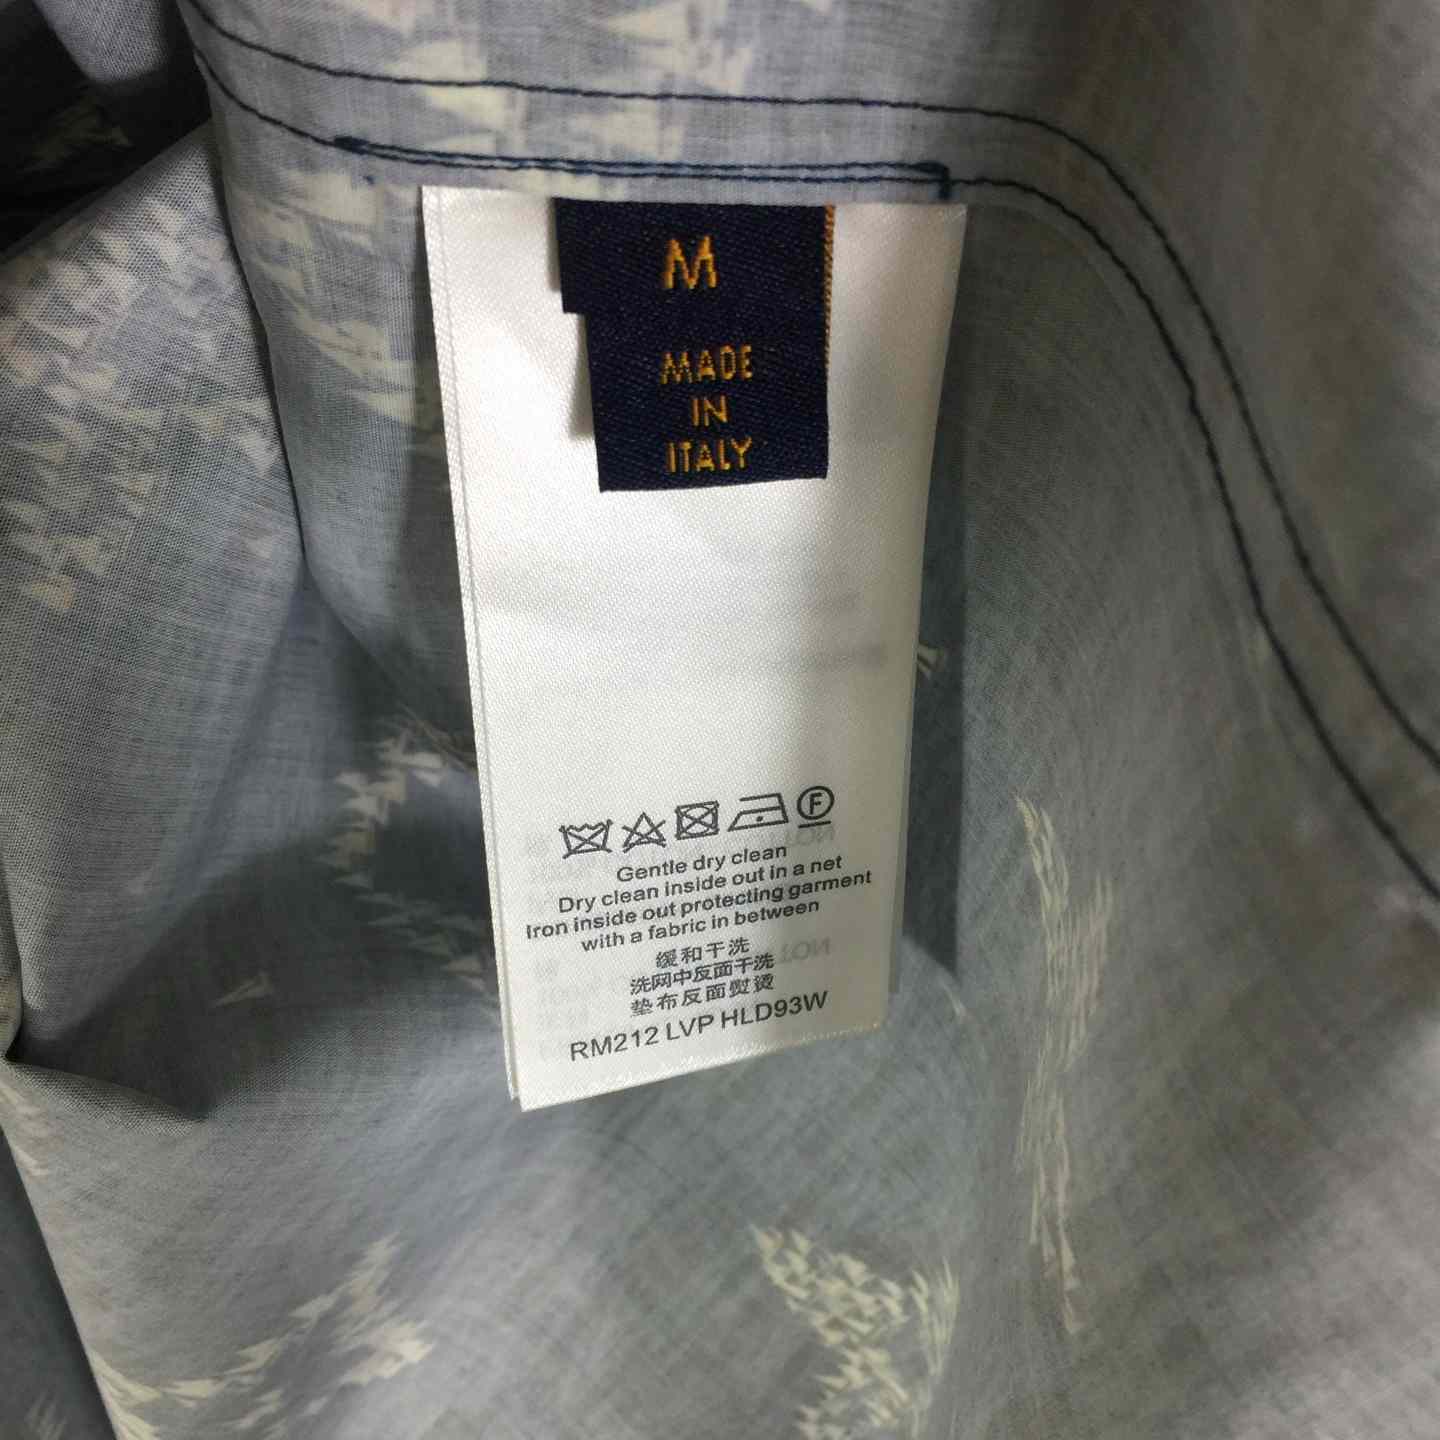 M
MADE
IN
ITALY
F
Gentle dry clean
Dry clean inside out in a net
Iron inside out protecting garment
with a fabric in between
缓和干洗
洗网中反面干洗
垫布反面熨烫
RM212 LVP HLD93W